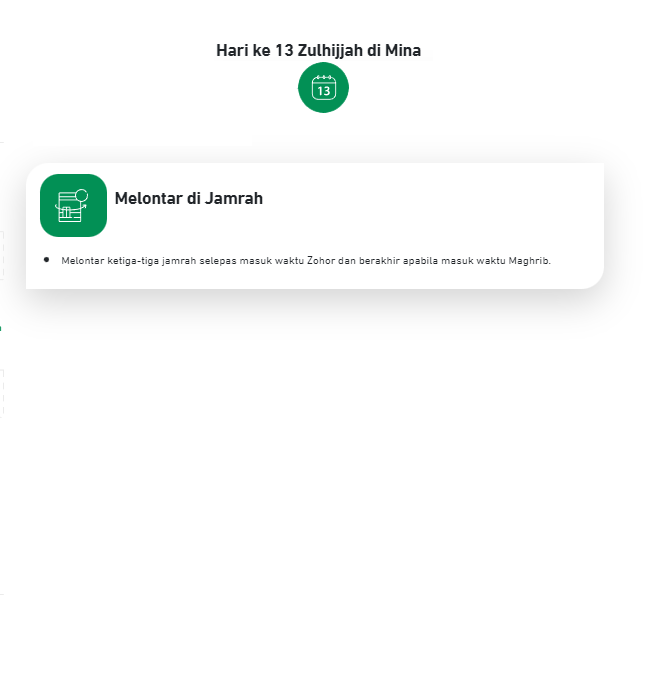 Hari ke 13 Zulhijjah di Mina
13
Melontar di Jamrah
• Melontar ketiga-tiga jamrah selepas masuk waktu Zohor dan berakhir apabila masuk waktu Maghrib.